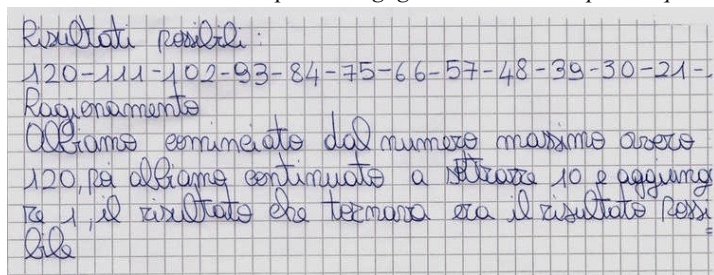 Risultati possibili:
120-111-102-93-84-75-66-57-48-39-30-21-
Ragionamento
Abbiamo cominciato dal numero massimo ovvero
120, poi abbiamo continuato a sottrarre 10 e aggiunge
re 1, il risultato che tornava era il risultato possi
bile